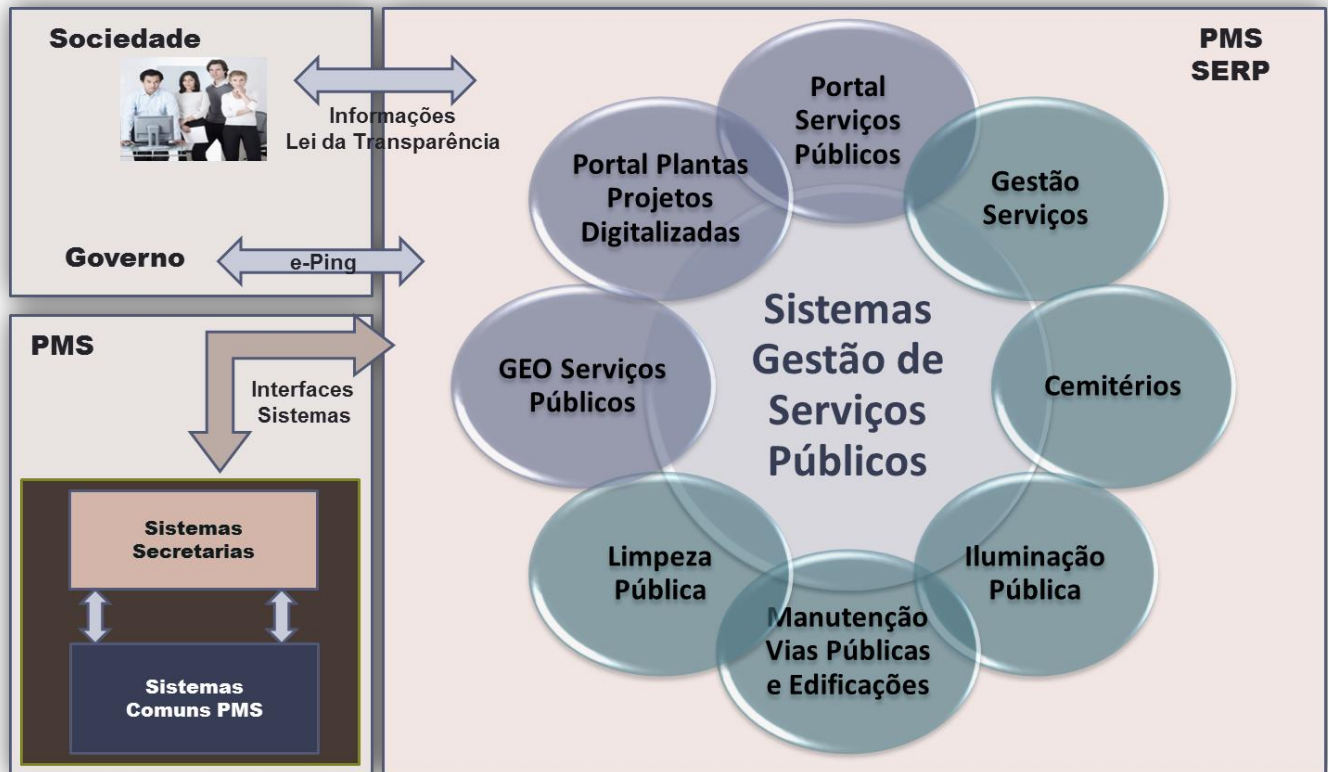 Sociedade
Informações
Lei da Transparência
Governo
e-Ping
PMS
Interfaces
Sistemas
Sistemas
Secretarias
Sistemas
Comuns PMS
PMS
SERP
Portal
Serviços
Públicos
Gestão
Serviços
Cemitérios
Iluminação
Pública
Manutenção
Vias Públicas
e Edificações
Limpeza
Pública
GEO Serviços
Públicos
Portal Plantas
Projetos
Digitalizadas
Sistemas
Gestão de
Serviços
Públicos